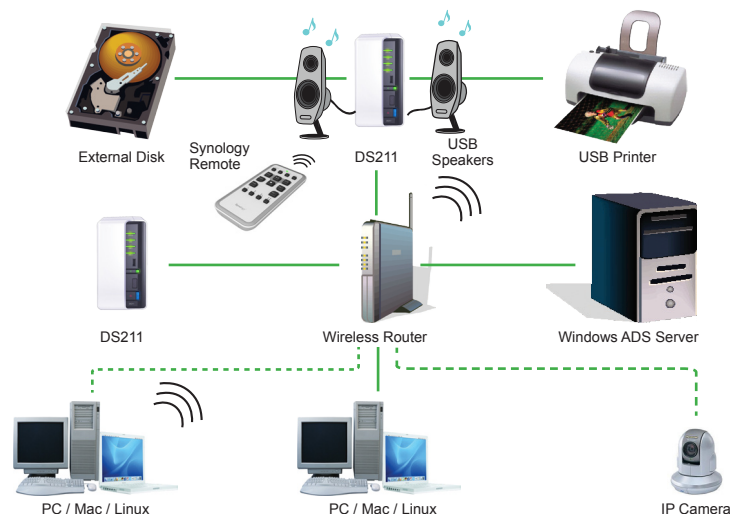 External Disk
Synology
Remote
DS211
USB
Speakers
USB Printer
DS211
Wireless Router
Windows ADS Server
PC / Mac / Linux
PC / Mac / Linux
IP Camera